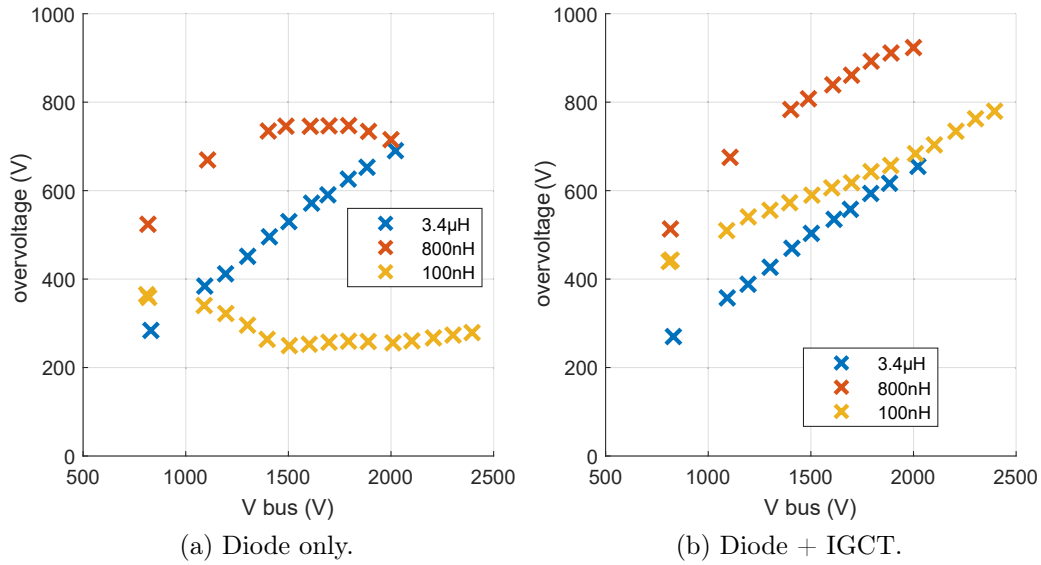 1000
800
600
400
200
0
overvoltage (V)
500
1000
1500
2000
2500
V bus (V)
3.4μH
800nH
100nH
(a) Diode only.
1000
800
600
400
200
0
overvoltage (V)
500
1000
1500
2000
2500
V bus (V)
3.4μH
800nH
100nH
(b) Diode + IGCT.